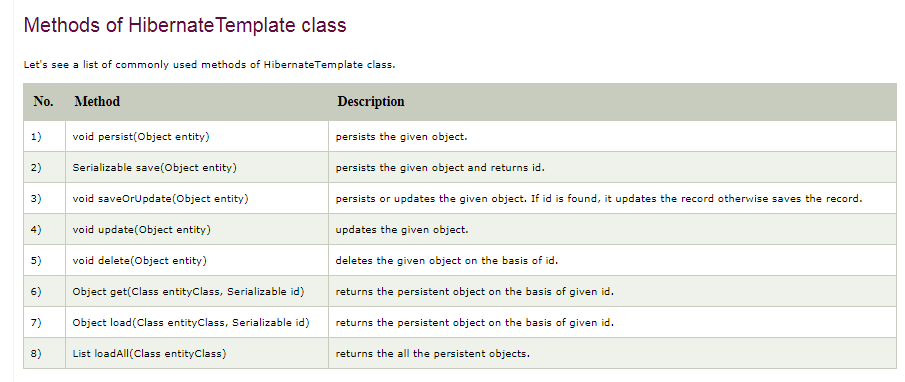 Methods of HibernateTemplate class
Let's see a list of commonly used methods of HibernateTemplate class.
No. Method Description
1) void persist(Object entity) persists the given object.
2) Serializable save(Object entity) persists the given object and returns id.
3) void saveOrUpdate(Object entity) persists or updates the given object. If id is found, it updates the record otherwise saves the record.
4) void update(Object entity) updates the given object.
5) void delete(Object entity) deletes the given object on the basis of id.
6) Object get(Class entityClass, Serializable id) returns the persistent object on the basis of given id.
7) Object load(Class entityClass, Serializable id) returns the persistent object on the basis of given id.
8) List loadAll(Class entityClass) returns the all the persistent objects.